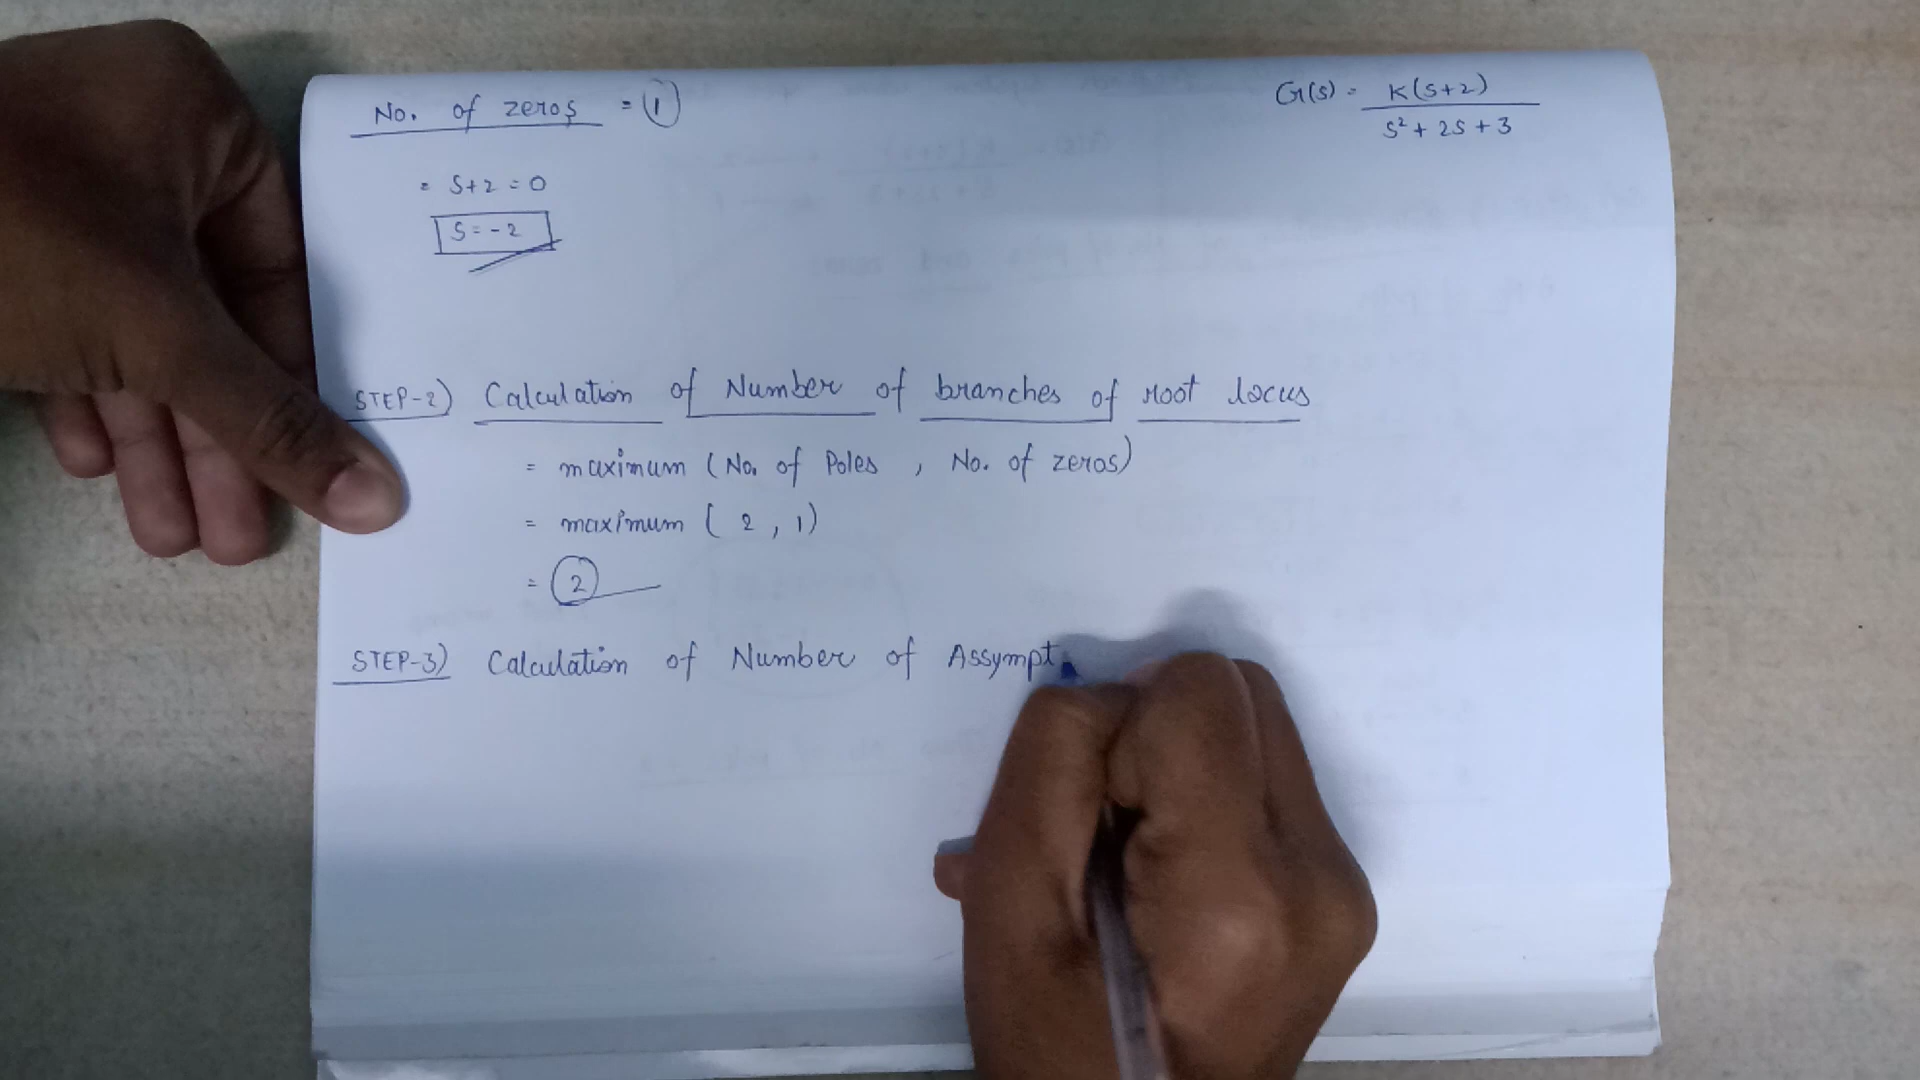 No. of zeros = 1
G(s) = K(s+2)
s² + 2s + 3
= s+2 = 0
s = -2
STEP-2) Calculation of Number of branches of root locus
= maximum (No. of Poles , No. of zeros)
= maximum ( 2 , 1)
= 2
STEP-3) Calculation of Number of Assympt